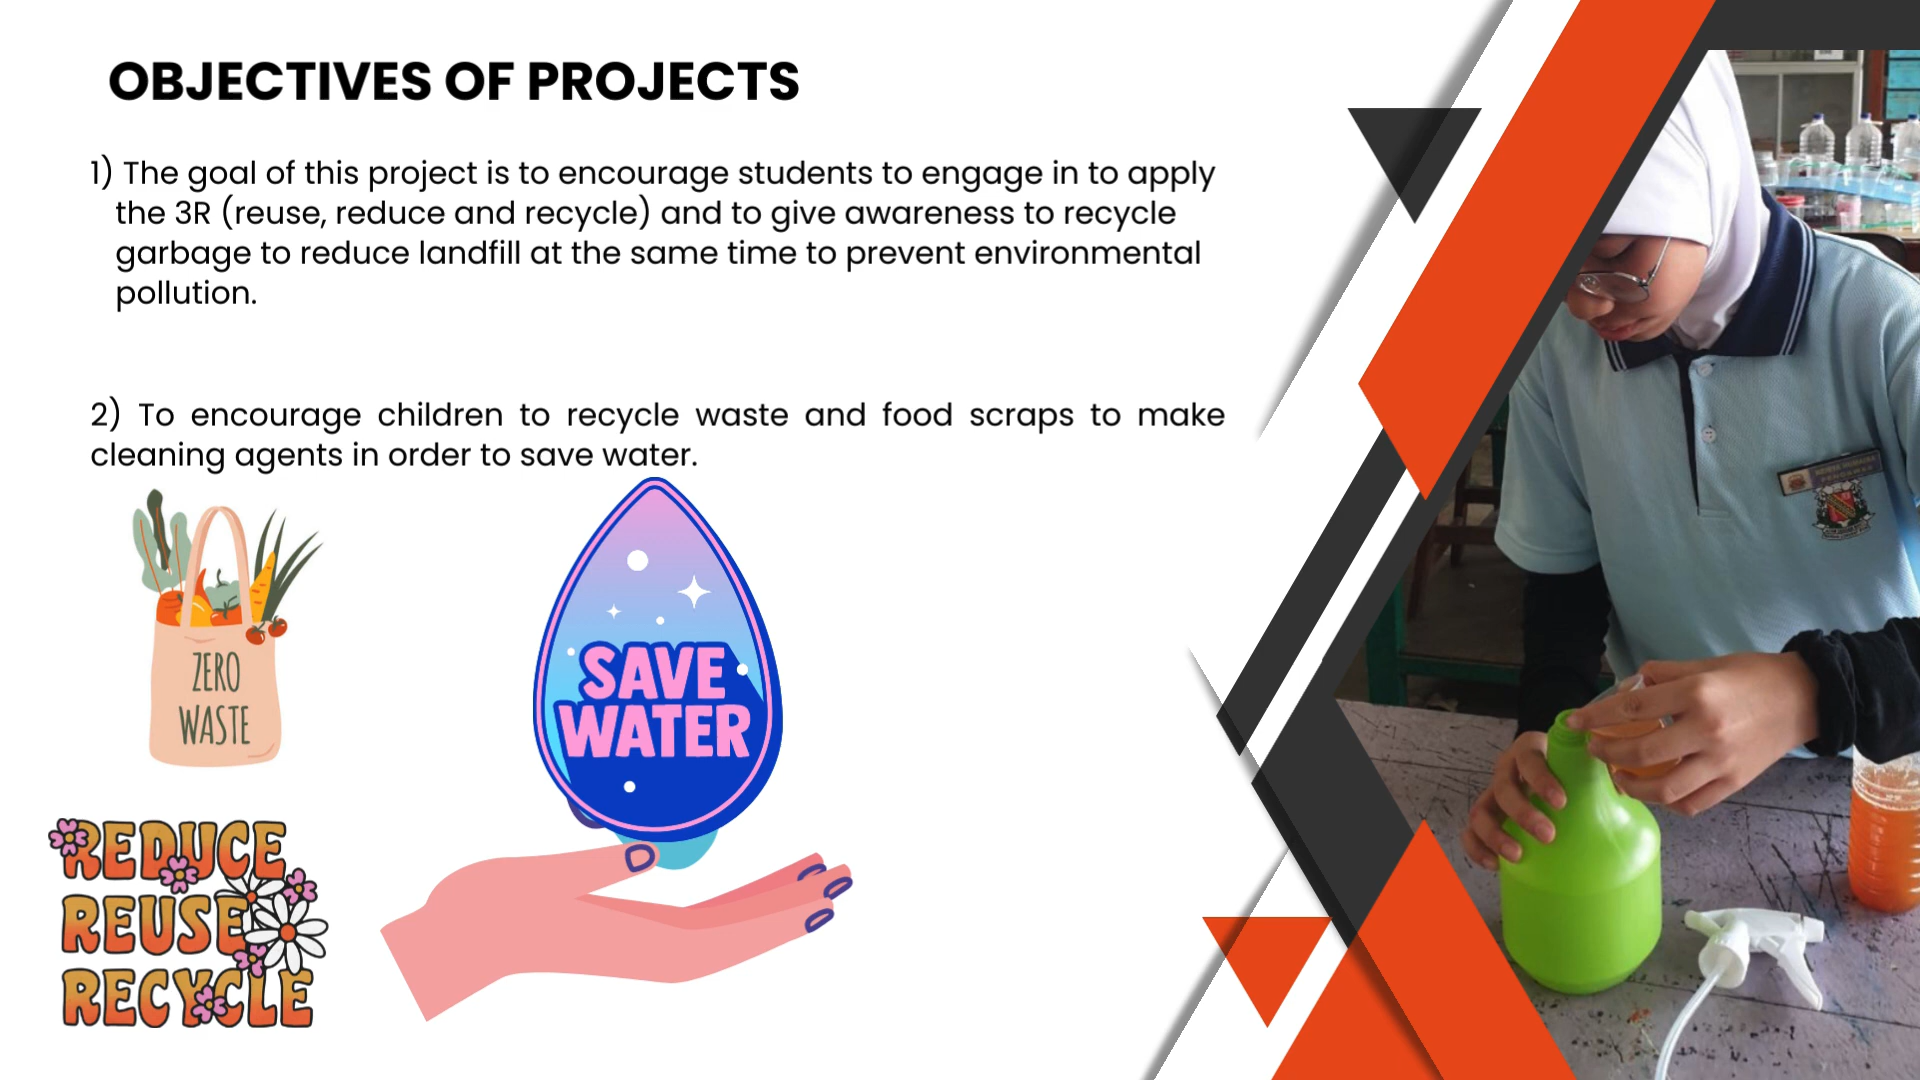 OBJECTIVES OF PROJECTS
1) The goal of this project is to encourage students to engage in to apply
the 3R (reuse, reduce and recycle) and to give awareness to recycle
garbage to reduce landfill at the same time to prevent environmental
pollution.
2) To encourage children to recycle waste and food scraps to make
cleaning agents in order to save water.
ZERO
WASTE
SAVE
WATER
REDUCE
REUSE
RECYCLE